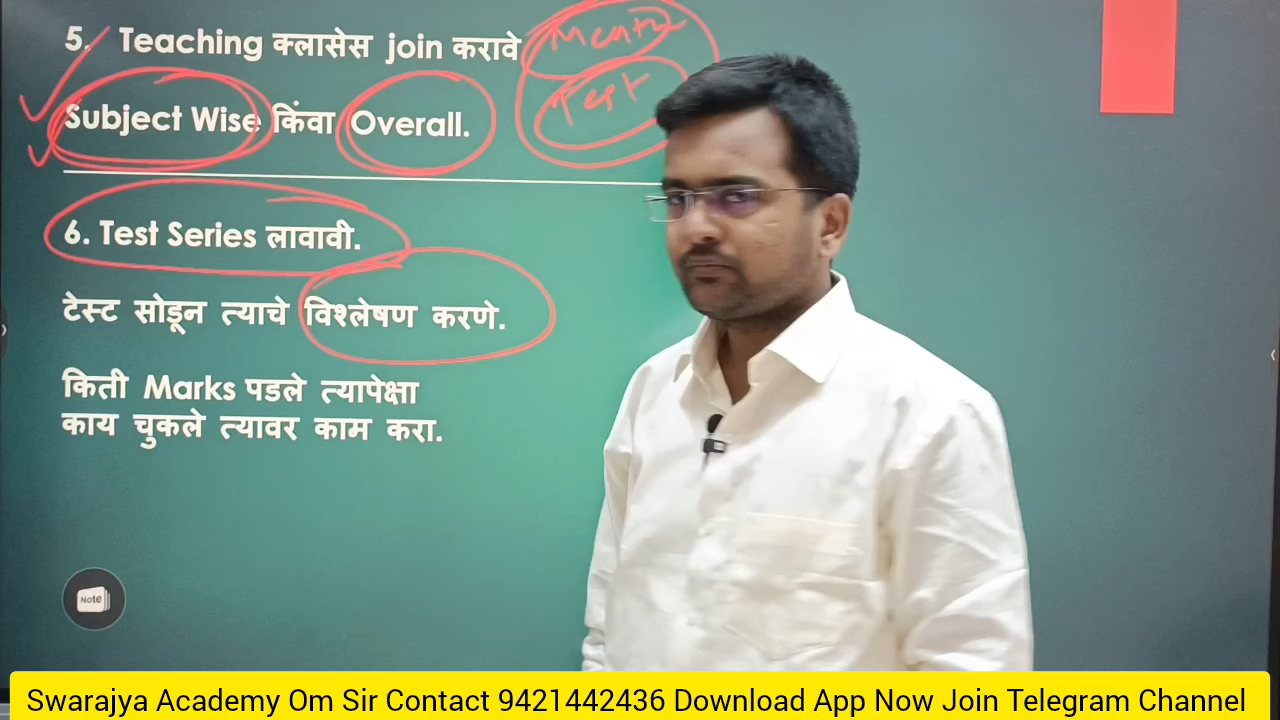 5. Teaching क्लासेस join करावे
Subject Wise किंवा Overall.
Test
6. Test Series लावावी.
टेस्ट सोडून त्याचे विश्लेषण करणे.
किती Marks पडले त्यापेक्षा
काय चुकले त्यावर काम करा.
Note
Swarajya Academy Om Sir Contact 9421442436 Download App Now Join Telegram Channel